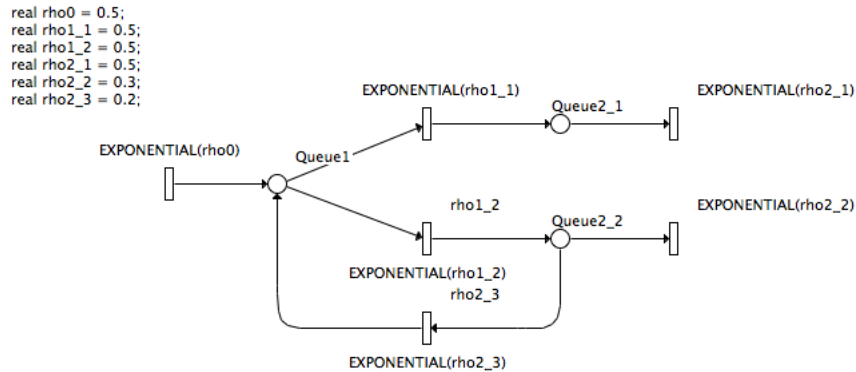 real rho0 = 0.5;
real rho1_1 = 0.5;
real rho1_2 = 0.5;
real rho2_1 = 0.5;
real rho2_2 = 0.3;
real rho2_3 = 0.2;
EXPONENTIAL(rho1_1)
EXPONENTIAL(rho2_1)
Queue2_1
EXPONENTIAL(rho0)
Queue1
rho1_2
EXPONENTIAL(rho2_2)
Queue2_2
EXPONENTIAL(rho1_2)
rho2_3
EXPONENTIAL(rho2_3)